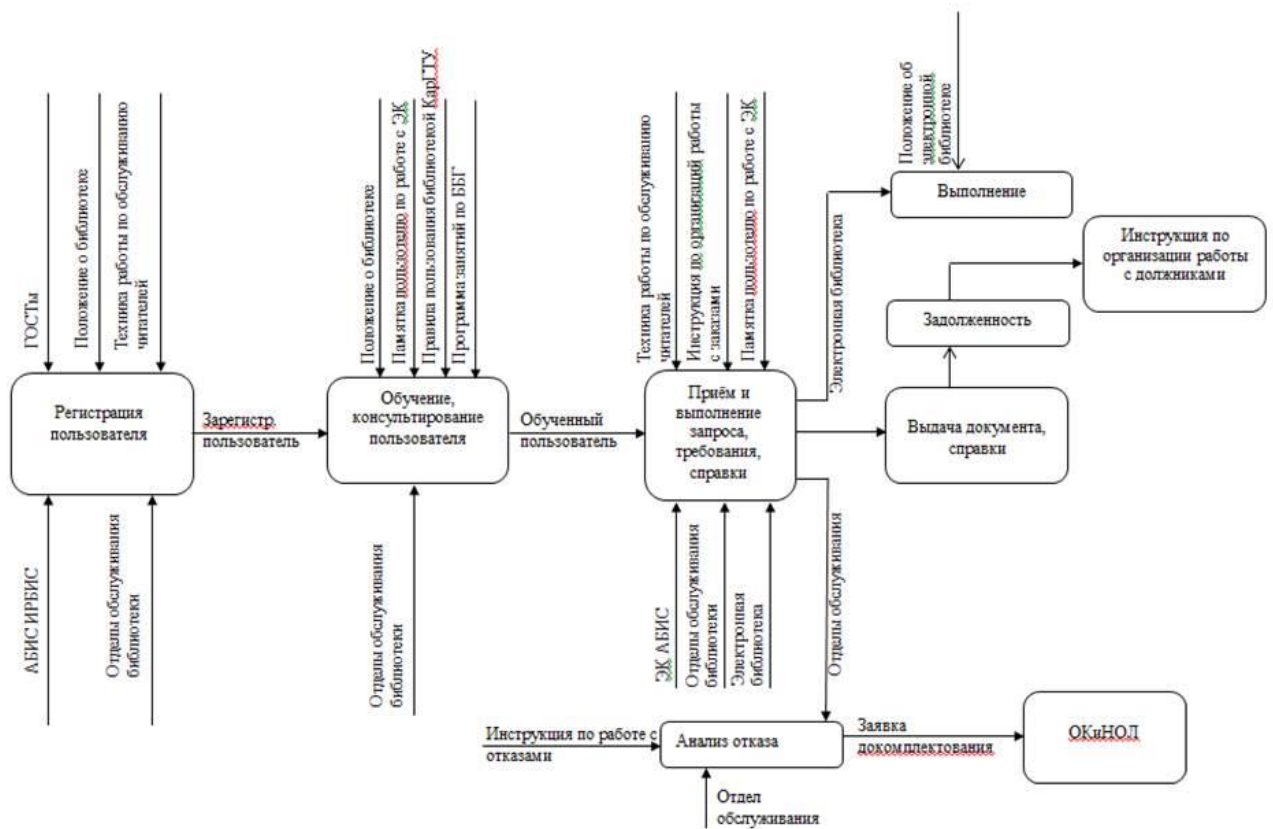 ГОСТы
Положение о библиотеке
Техника работы по обслуживанию
читателей
Положение о библиотеке
Памятка пользотелю по работе с ЭК
Правила пользования библиотекой КарГТУ
Программа занятий по ББГ
Техника работы по обслуживанию
читателей
Инструкция по организаций работы
с заказами
Памятка пользотелю по работе с ЭК
Положение об
электронной
библиотеке
Электронная библиотека
Выполнение
Инструкция по
организации работы
с должниками
Задолженность
Регистрация
пользователя
Зарегистр.
пользователь
Обучение,
консультирование
пользователя
Обученный
пользователь
Приём и
выполнение
запроса,
требования,
справки
Выдача документа,
справки
АБИС ИРБИС
Отделы обслуживания
библиотеки
Отделы обслуживания
библиотеки
ЭК АБИС
Отделы обслуживания
библиотеки
Электронная
библиотека
Отделы обслуживания
Инструкция по работе с
отказами
Анализ отказа
Заявка
докомплектования
ОКиНОЛ
Отдел
обслуживания